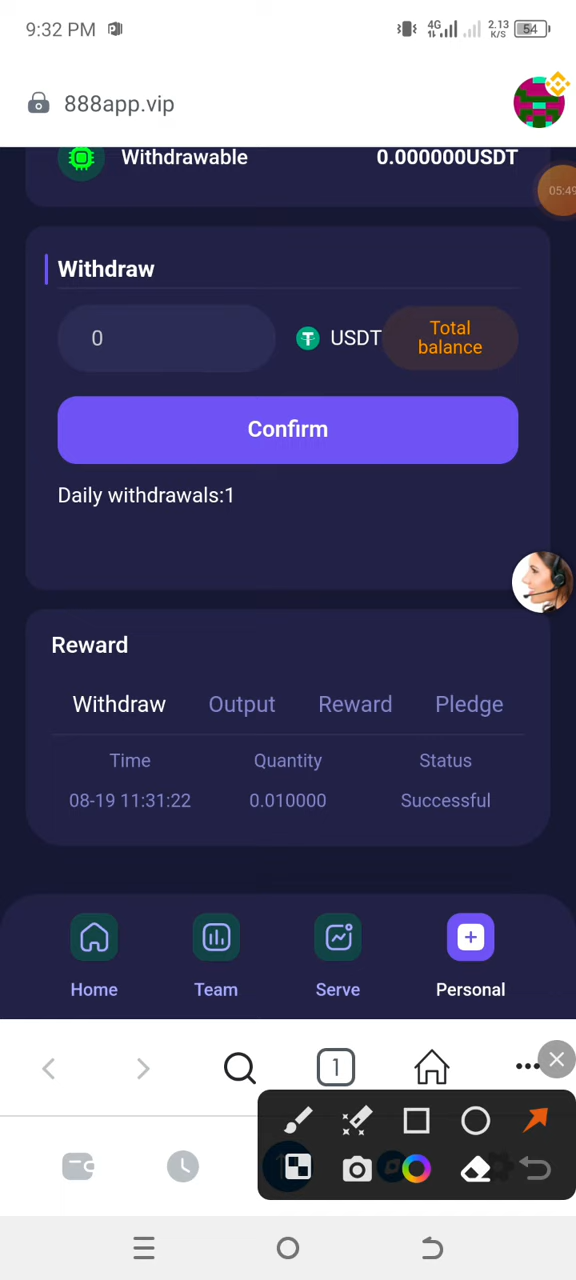 9:32 PM
4G
2.13
K/S
54
888app.vip
Withdrawable 0.000000USDT
05:49
Withdraw
0 USDT Total
balance
Confirm
Daily withdrawals:1
Reward
Withdraw Output Reward Pledge
Time Quantity Status
08-19 11:31:22 0.010000 Successful
Home Team Serve Personal
1